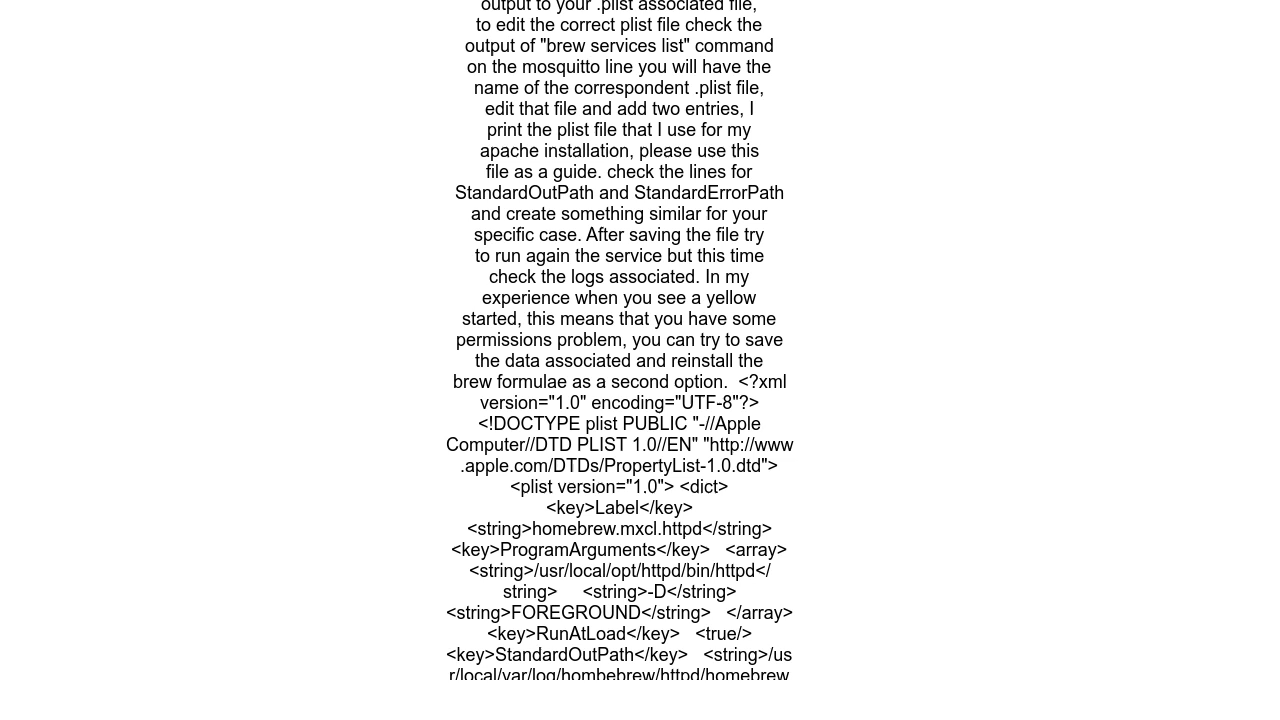 output to your .plist associated file,
to edit the correct plist file check the
output of "brew services list" command
on the mosquitto line you will have the
name of the correspondent .plist file,
edit that file and add two entries, I
print the plist file that I use for my
apache installation, please use this
file as a guide. check the lines for
StandardOutPath and StandardErrorPath
and create something similar for your
specific case. After saving the file try
to run again the service but this time
check the logs associated. In my
experience when you see a yellow
started, this means that you have some
permissions problem, you can try to save
the data associated and reinstall the
brew formulae as a second option.  <?xml
version="1.0" encoding="UTF-8"?>
<!DOCTYPE plist PUBLIC "-//Apple
Computer//DTD PLIST 1.0//EN" "http://www
.apple.com/DTDs/PropertyList-1.0.dtd">
<plist version="1.0"> <dict>
<key>Label</key>
<string>homebrew.mxcl.httpd</string>
<key>ProgramArguments</key>   <array>
<string>/usr/local/opt/httpd/bin/httpd</
string>     <string>-D</string>
<string>FOREGROUND</string>   </array>
<key>RunAtLoad</key>   <true/>
<key>StandardOutPath</key>   <string>/us
r/local/var/log/hombebrew/httpd/homebrew